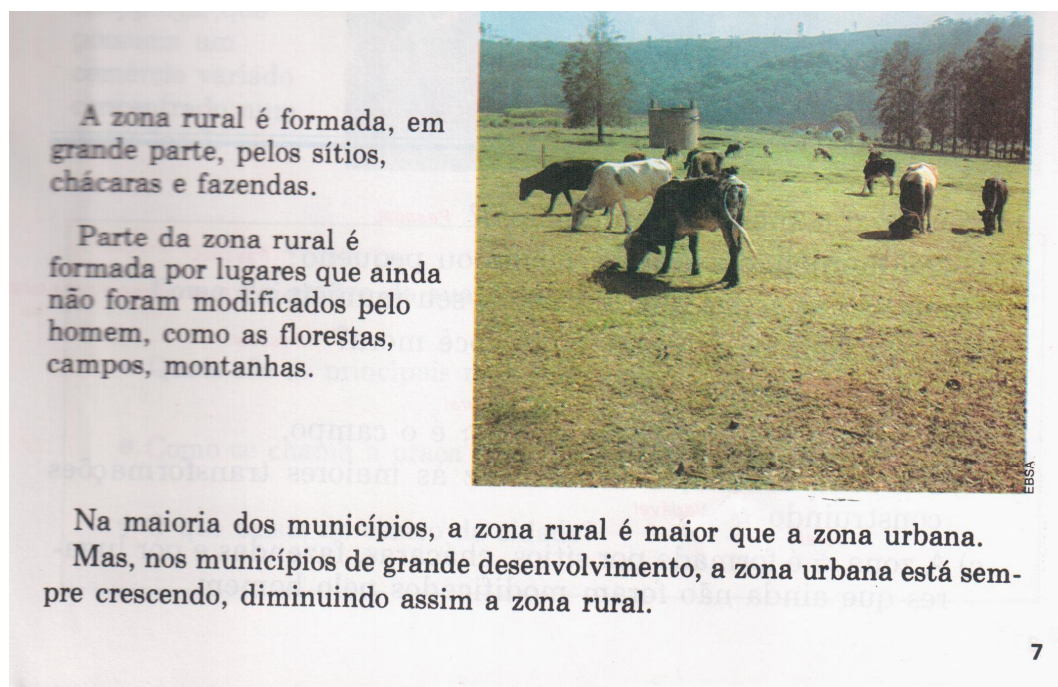 A zona rural é formada, em
grande parte, pelos sítios,
chácaras e fazendas.
Parte da zona rural é
formada por lugares que ainda
não foram modificados pelo
homem, como as florestas,
campos, montanhas.
EBSA
Na maioria dos municípios, a zona rural é maior que a zona urbana.
Mas, nos municípios de grande desenvolvimento, a zona urbana está sem-
pre crescendo, diminuindo assim a zona rural.
7